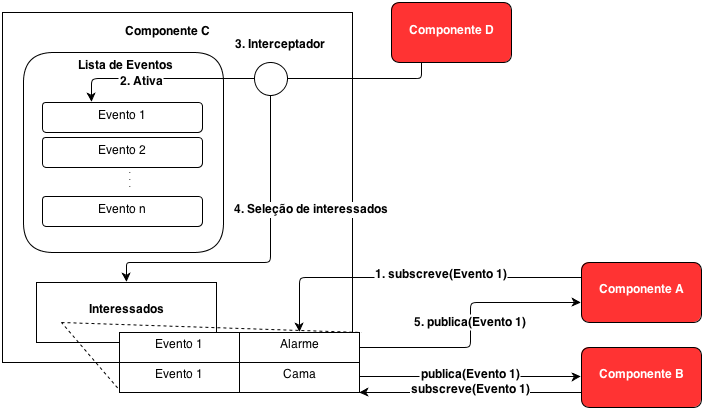 Componente C
Componente D
3. Interceptador
Lista de Eventos
2. Ativa
Evento 1
Evento 2
Evento n
4. Seleção de interessados
1. subscreve(Evento 1)
Componente A
Interessados
5. publica(Evento 1)
Evento 1 Alarme
Evento 1 Cama
publica(Evento 1)
subscreve(Evento 1)
Componente B